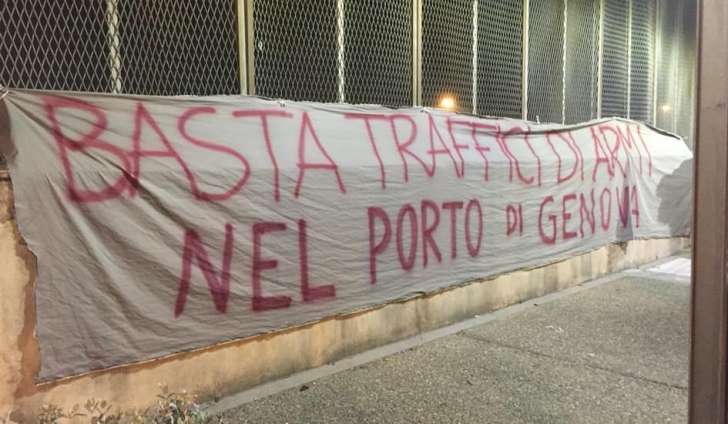 BASTA TRAFFICI DI ARMI
NEL PORTO DI GENOVA